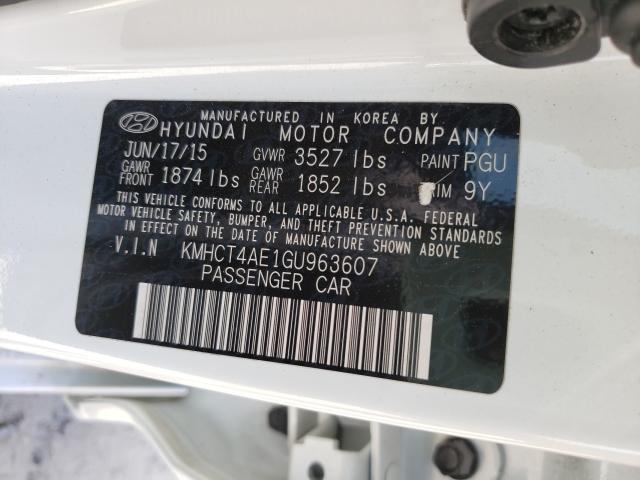 MANUFACTURED IN KOREA BY
HYUNDAI MOTOR COMPANY
JUN/17/15 GVWR 3527 lbs PAINT PGU
GAWR FRONT 1874 lbs GAWR REAR 1852 lbs 9Y
THIS VEHICLE CONFORMS TO ALL APPLICABLE U.S.A. FEDERAL
MOTOR VEHICLE SAFETY, BUMPER, AND THEFT PREVENTION STANDARDS
IN EFFECT ON THE DATE OF MANUFACTURE SHOWN ABOVE.
V.I.N KMHCT4AE1GU963607
PASSENGER CAR